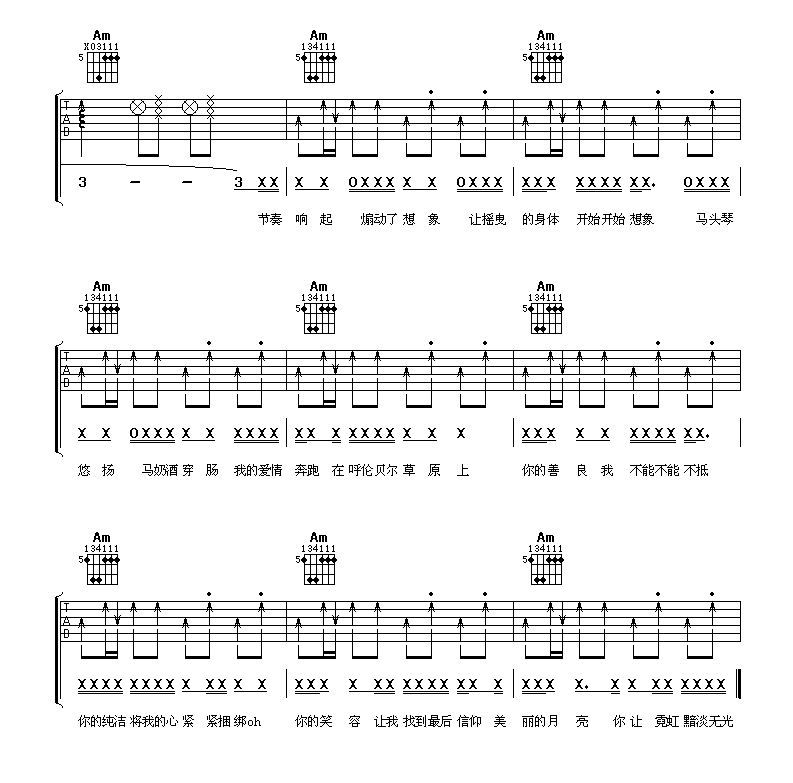 Am Am Am
X03111 134111 134111
5 5 5
T
A
B
3 - - 3 X X X X 0 X X X X X 0 X X X X X X X X X X X X. 0 X X X
节奏 响 起 煽动了 想 象 让摇曳 的身体 开始开始 想象 马头琴
Am Am Am
134111 134111 134111
5 5 5
T
A
B
X X 0 X X X X X X X X X X X X X X X X X X X X X X X X X X X X X X X.
悠 扬 马奶酒 穿 肠 我的爱情 奔跑 在 呼伦贝尔 草 原 上 你的善 良 我 不能不能 不抵
Am Am Am
134111 134111 134111
5 5 5
T
A
B
X X X X X X X X X X X X X X X X X X X X X X X X X X X X X. X X X X X X X X
你的纯洁 将我的心 紧 紧捆 绑oh 你的笑 容 让我 找到最后 信仰 美 丽的月 亮 你 让 霓虹 黯淡无光